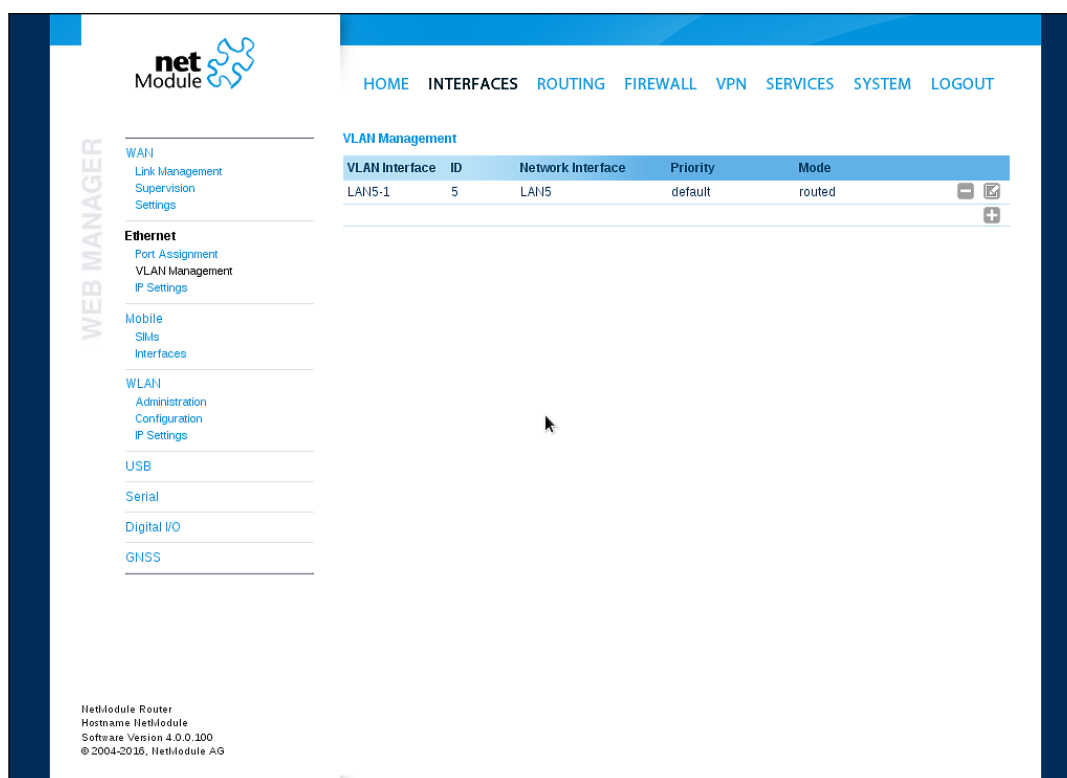 net
Module
HOME INTERFACES ROUTING FIREWALL VPN SERVICES SYSTEM LOGOUT
WEB MANAGER
WAN
Link Management
Supervision
Settings
Ethernet
Port Assignment
VLAN Management
IP Settings
Mobile
SIMs
Interfaces
WLAN
Administration
Configuration
IP Settings
USB
Serial
Digital I/O
GNSS
VLAN Management
VLAN Interface ID Network Interface Priority Mode
LAN5-1 5 LAN5 default routed
NetModule Router
Hostname NetModule
Software Version 4.0.0.100
© 2004-2016, NetModule AG